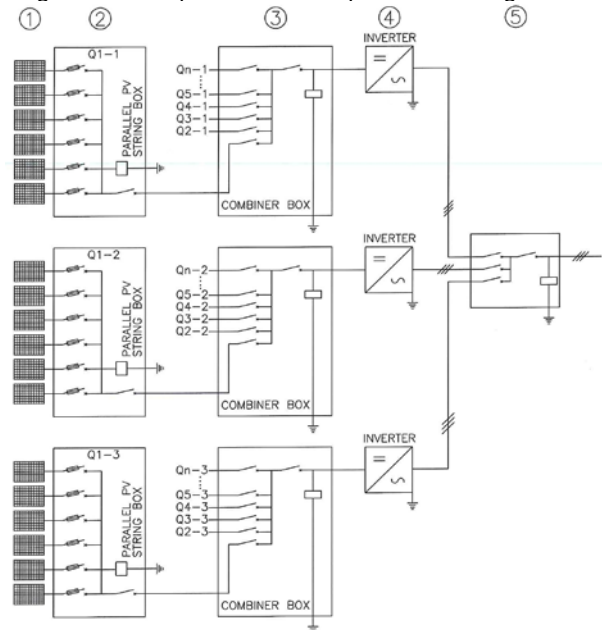 1 2 3 4 5
Q1-1
PARALLEL PV
STRING BOX
Qn-1
Q5-1
Q4-1
Q3-1
Q2-1
COMBINER BOX
INVERTER
Q1-2
PARALLEL PV
STRING BOX
Qn-2
Q5-2
Q4-2
Q3-2
Q2-2
COMBINER BOX
INVERTER
Q1-3
PARALLEL PV
STRING BOX
Qn-3
Q5-3
Q4-3
Q3-3
Q2-3
COMBINER BOX
INVERTER